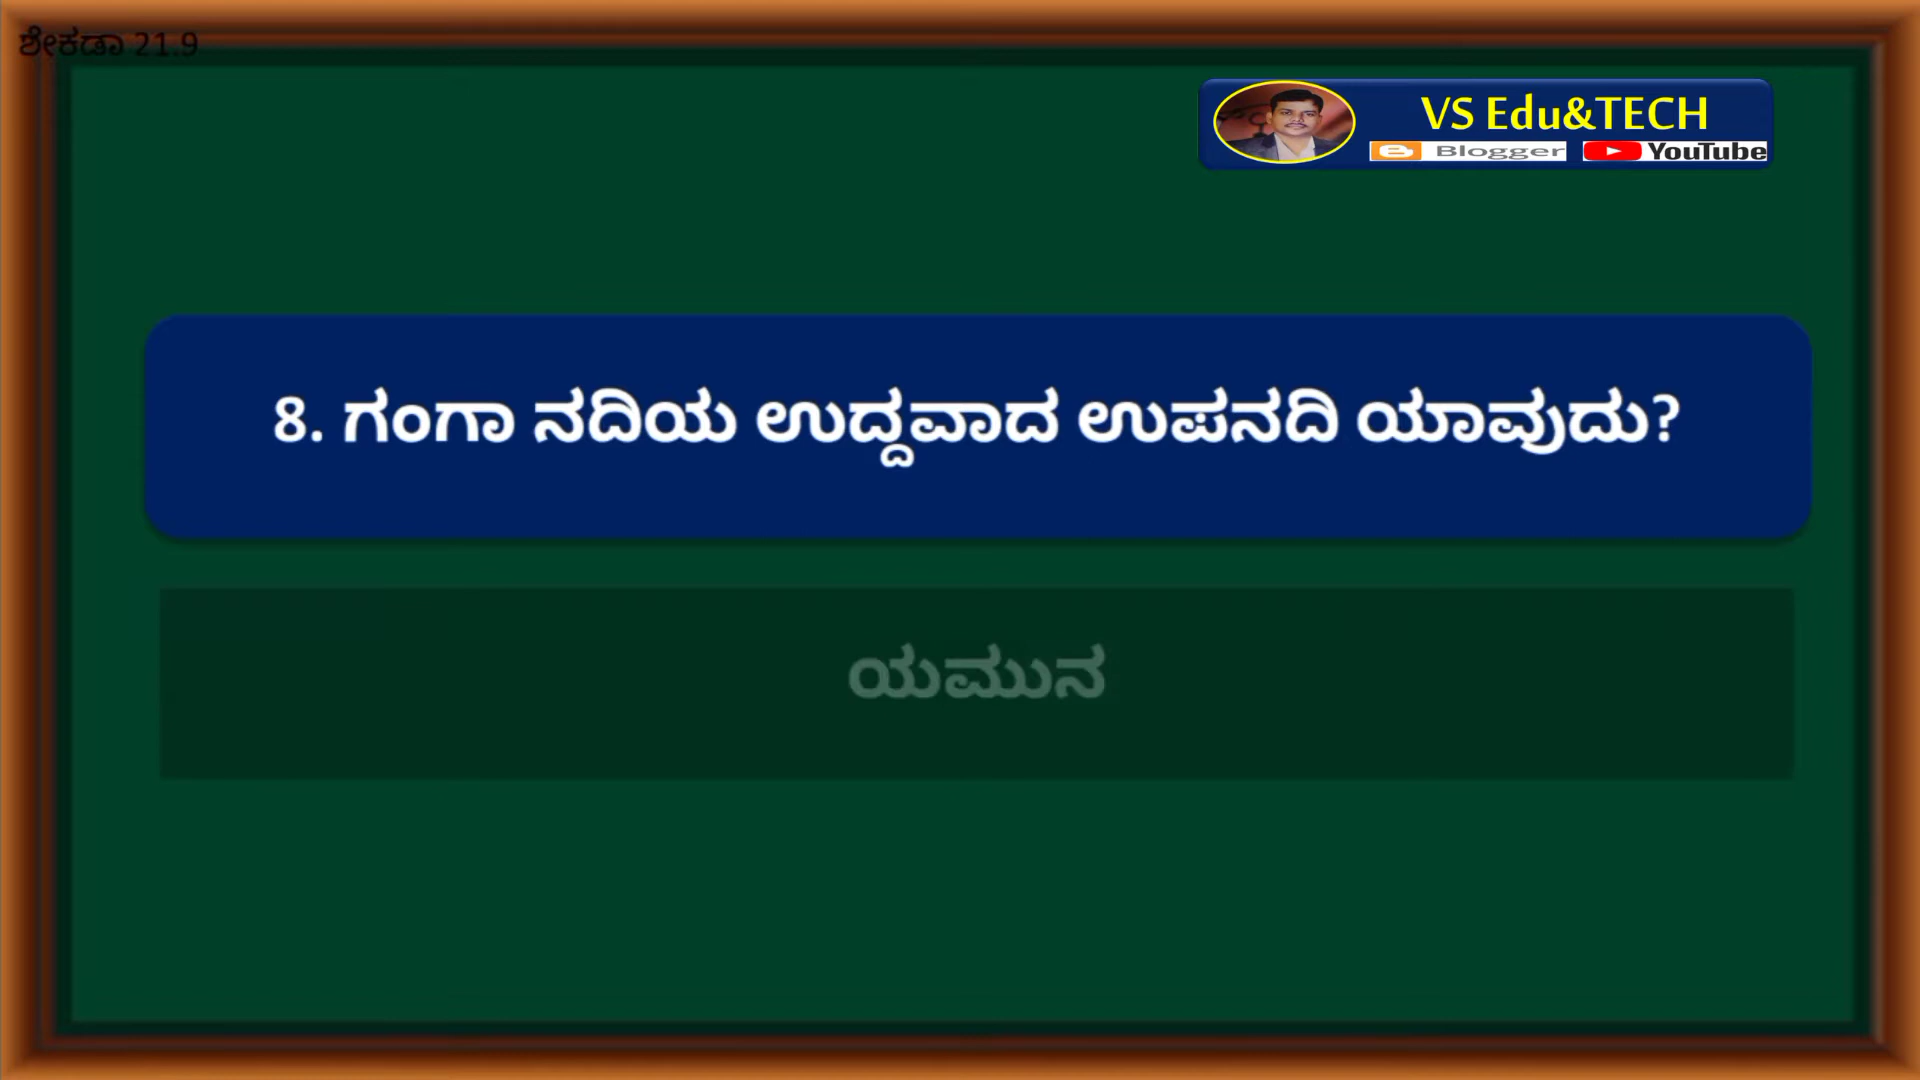 ಶೇಕಡಾ 21.9
VS Edu&TECH
Blogger YouTube
8. ಗಂಗಾ ನದಿಯ ಉದ್ದವಾದ ಉಪನದಿ ಯಾವುದು?
ಯಮುನ